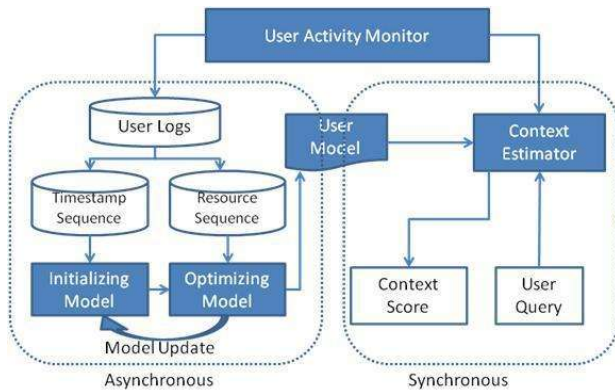 User Activity Monitor
User Logs
User
Model
Context
Estimator
Timestamp
Sequence
Resource
Sequence
Initializing
Model
Optimizing
Model
Context
Score
User
Query
Model Update
Asynchronous
Synchronous